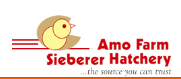 Amo Farm
Sieberer Hatchery
...the source you can trust